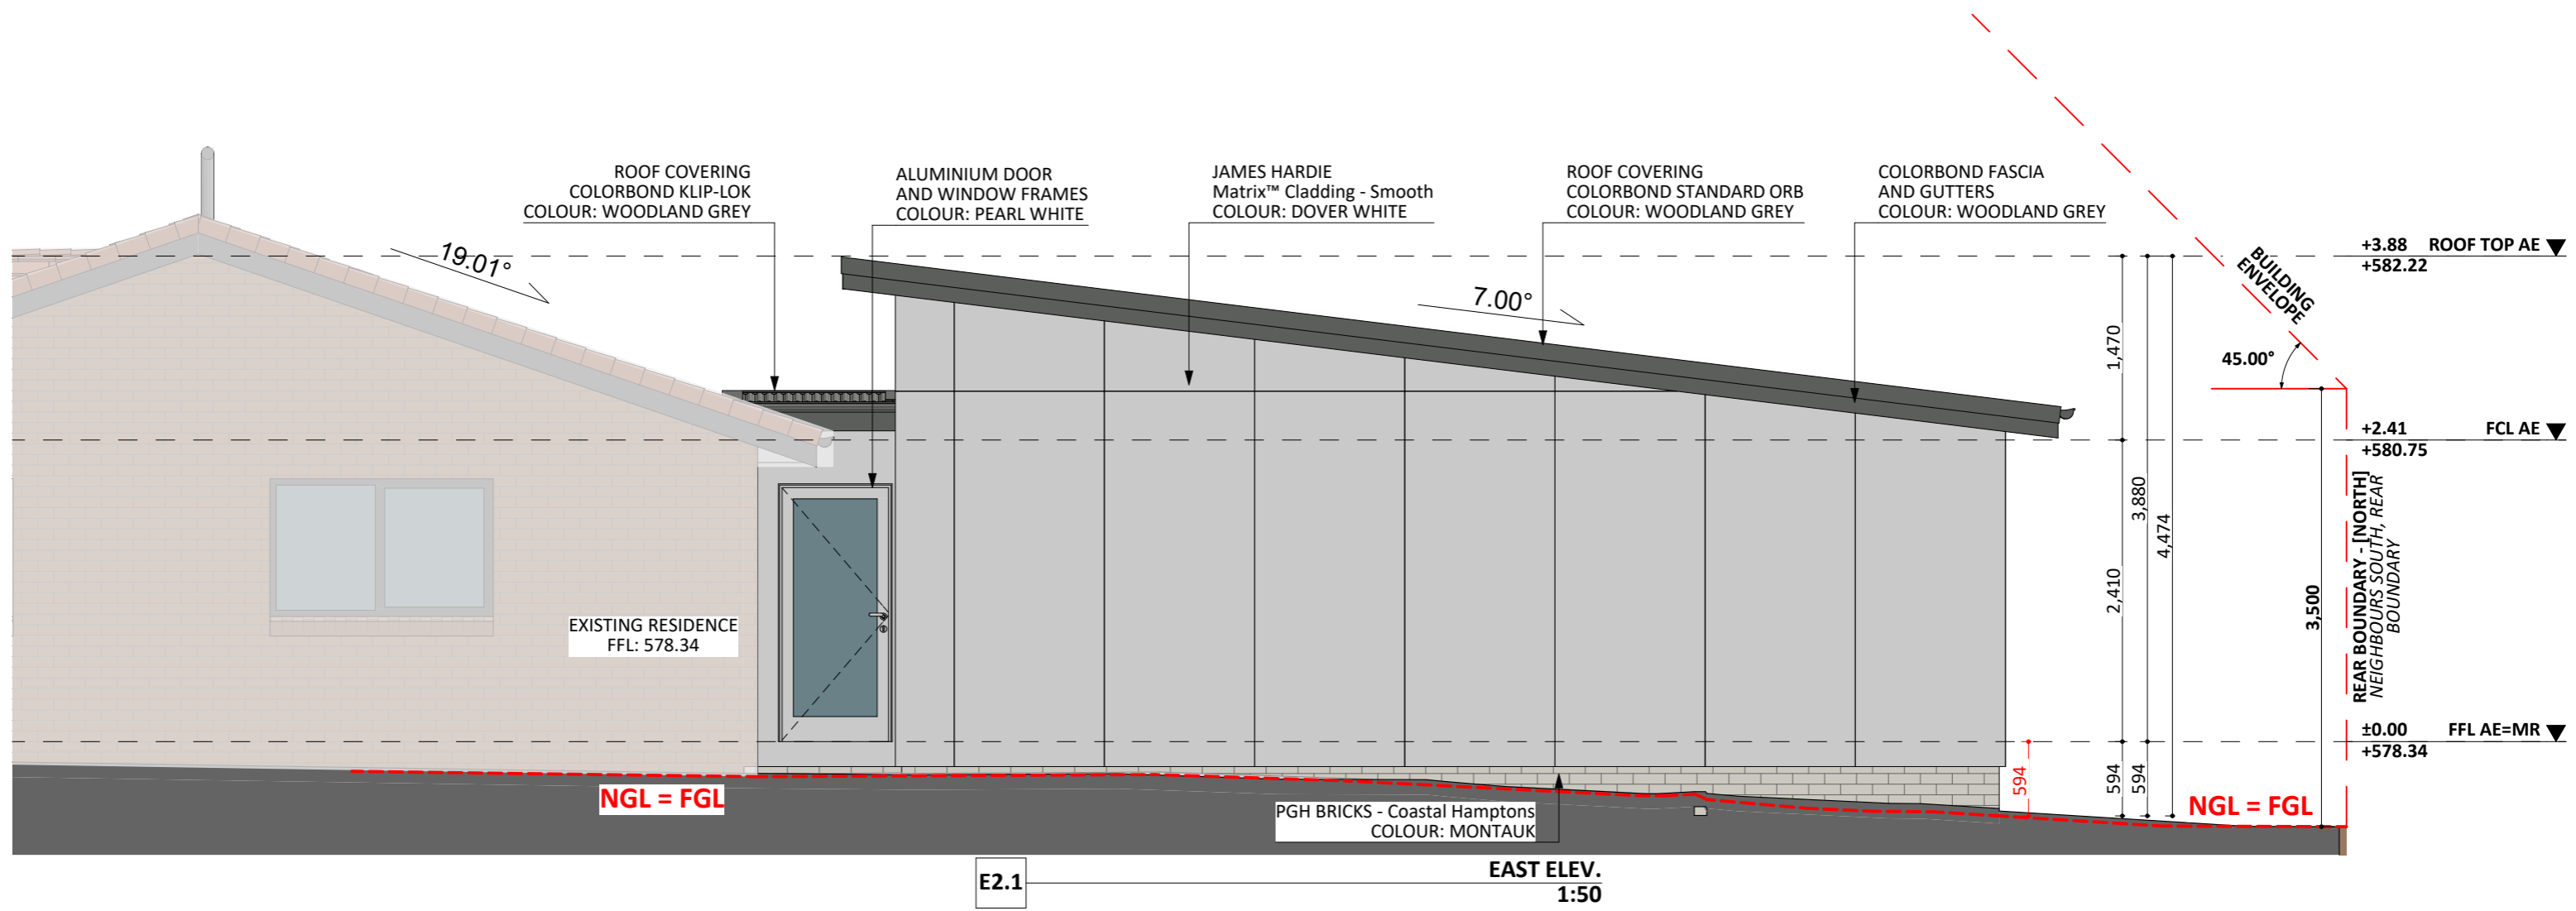 ROOF COVERING
COLORBOND KLIP-LOK
COLOUR: WOODLAND GREY
ALUMINIUM DOOR
AND WINDOW FRAMES
COLOUR: PEARL WHITE
JAMES HARDIE
Matrix™ Cladding - Smooth
COLOUR: DOVER WHITE
ROOF COVERING
COLORBOND STANDARD ORB
COLOUR: WOODLAND GREY
COLORBOND FASCIA
AND GUTTERS
COLOUR: WOODLAND GREY
19.01°
7.00°
BUILDING
ENVELOPE
45.00°
+3.88 ROOF TOP AE
+582.22
+2.41 FCL AE
+580.75
±0.00 FFL AE=MR
+578.34
1,470
2,410
594
3,880
594
4,474
594
3,500
REAR BOUNDARY - [NORTH]
NEIGHBOURS SOUTH, REAR
BOUNDARY
EXISTING RESIDENCE
FFL: 578.34
NGL = FGL
NGL = FGL
PGH BRICKS - Coastal Hamptons
COLOUR: MONTAUK
E2.1
EAST ELEV.
1:50